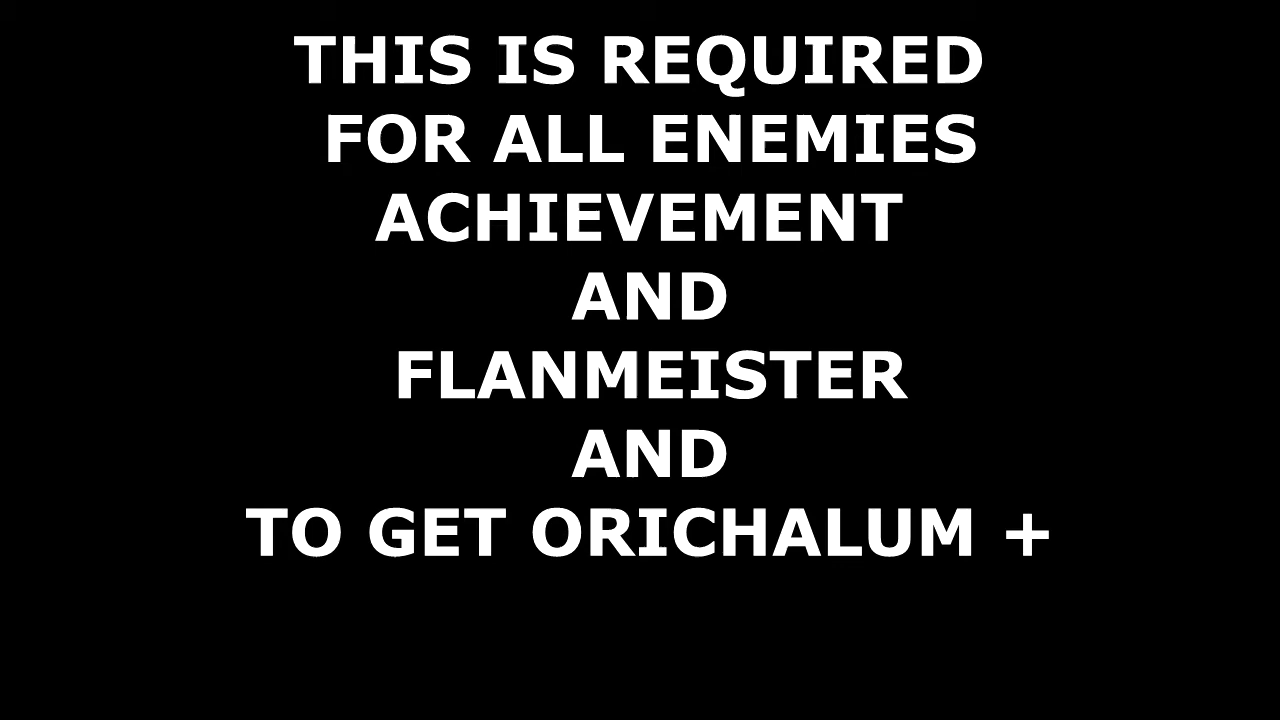 THIS IS REQUIRED
FOR ALL ENEMIES
ACHIEVEMENT
AND
FLANMEISTER
AND
TO GET ORICHALUM +